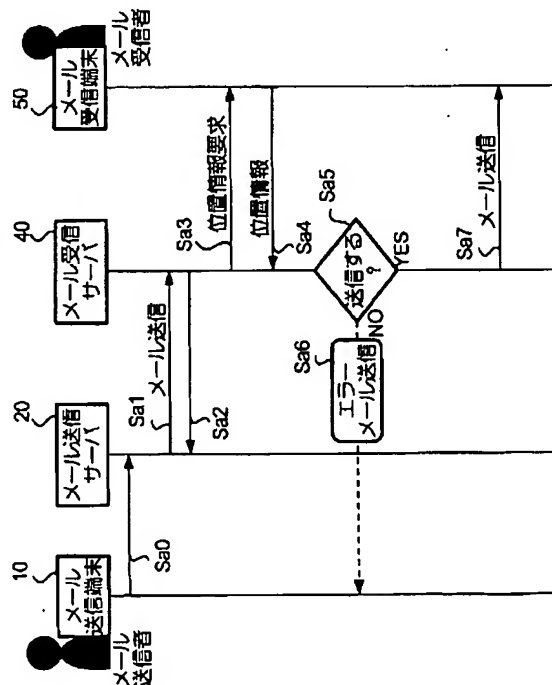 メール
送信者
10
メール
送信端末
20
メール送信
サーバ
40
メール受信
サーバ
50
メール
受信端末
メール
受信者
Sa0
Sa1
メール送信
Sa2
Sa3
位置情報要求
位置情報
Sa4
Sa5
送信する
?
YES
NO
Sa6
エラー
メール送信
Sa7
メール送信